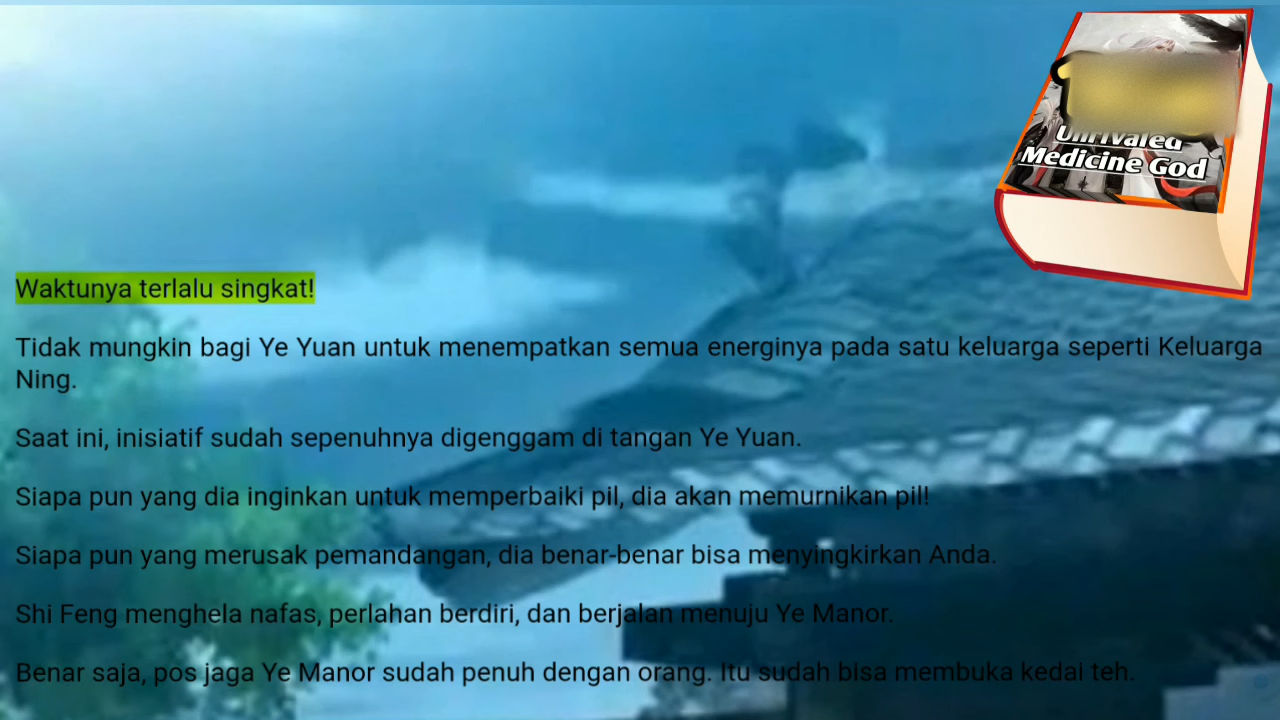 Unrivaled
Medicine God
Waktunya terlalu singkat!
Tidak mungkin bagi Ye Yuan untuk menempatkan semua energinya pada satu keluarga seperti Keluarga
Ning.
Saat ini, inisiatif sudah sepenuhnya digenggam di tangan Ye Yuan.
Siapa pun yang dia inginkan untuk memperbaiki pil, dia akan memurnikan pil!
Siapa pun yang merusak pemandangan, dia benar-benar bisa menyingkirkan Anda.
Shi Feng menghela nafas, perlahan berdiri, dan berjalan menuju Ye Manor.
Benar saja, pos jaga Ye Manor sudah penuh dengan orang. Itu sudah bisa membuka kedai teh.